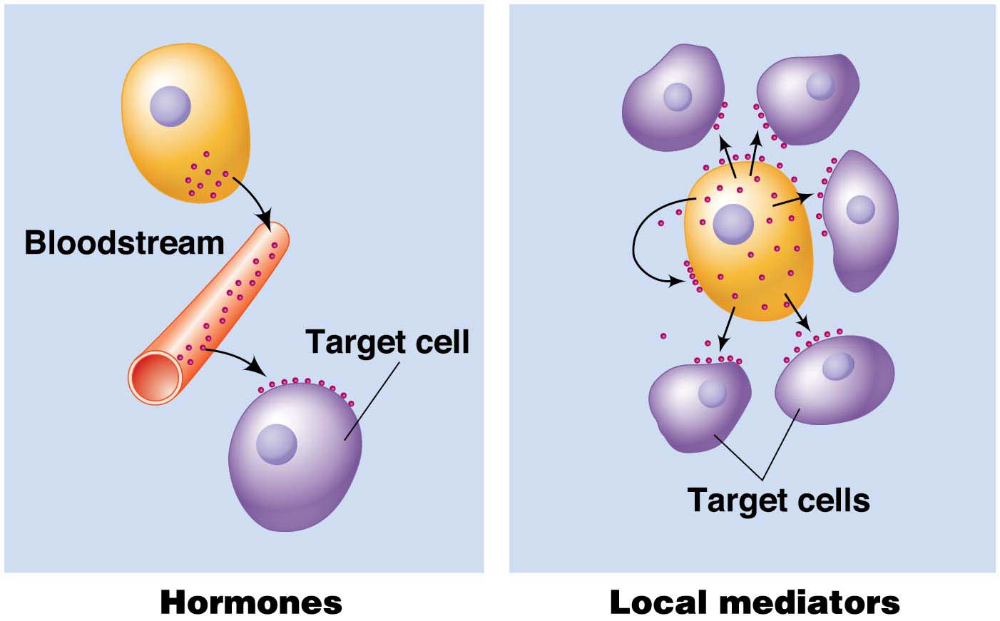 Bloodstream
Target cell
Hormones
Target cells
Local mediators